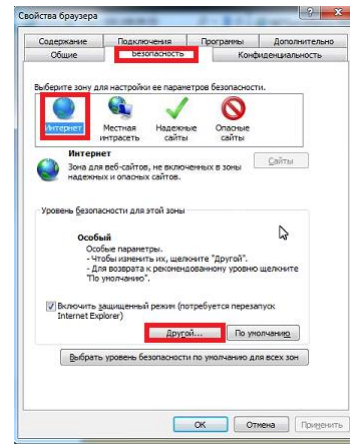 Свойства браузера
Содержание Подключения Программы Дополнительно
Общие Безопасность Конфиденциальность
Выберите зону для настройки ее параметров безопасности.
Интернет Местная интрасеть Надежные сайты Опасные сайты
Интернет
Зона для веб-сайтов, не включенных в зоны надежных и опасных сайтов.
Сайты
Уровень безопасности для этой зоны
Особый
Особые параметры.
- Чтобы изменить их, щелкните "Другой".
- Для возврата к рекомендованному уровню щелкните
"По умолчанию".
Включить защищенный режим (потребуется перезапуск
Internet Explorer)
Другой... По умолчанию
Выбрать уровень безопасности по умолчанию для всех зон
OK Отмена Применить